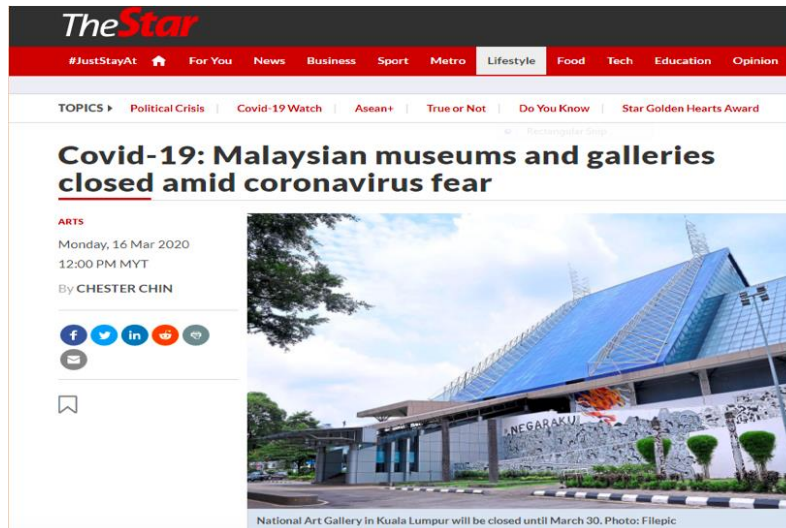 TheStar
#JustStayAt For You News Business Sport Metro Lifestyle Food Tech Education Opinion
TOPICS Political Crisis Covid-19 Watch Asean+ True or Not Do You Know Star Golden Hearts Award
Rectangular Snip
Covid-19: Malaysian museums and galleries
closed amid coronavirus fear
ARTS
Monday, 16 Mar 2020
12:00 PM MYT
By CHESTER CHIN
f in
NEGARAKU
National Art Gallery in Kuala Lumpur will be closed until March 30. Photo: Filepic